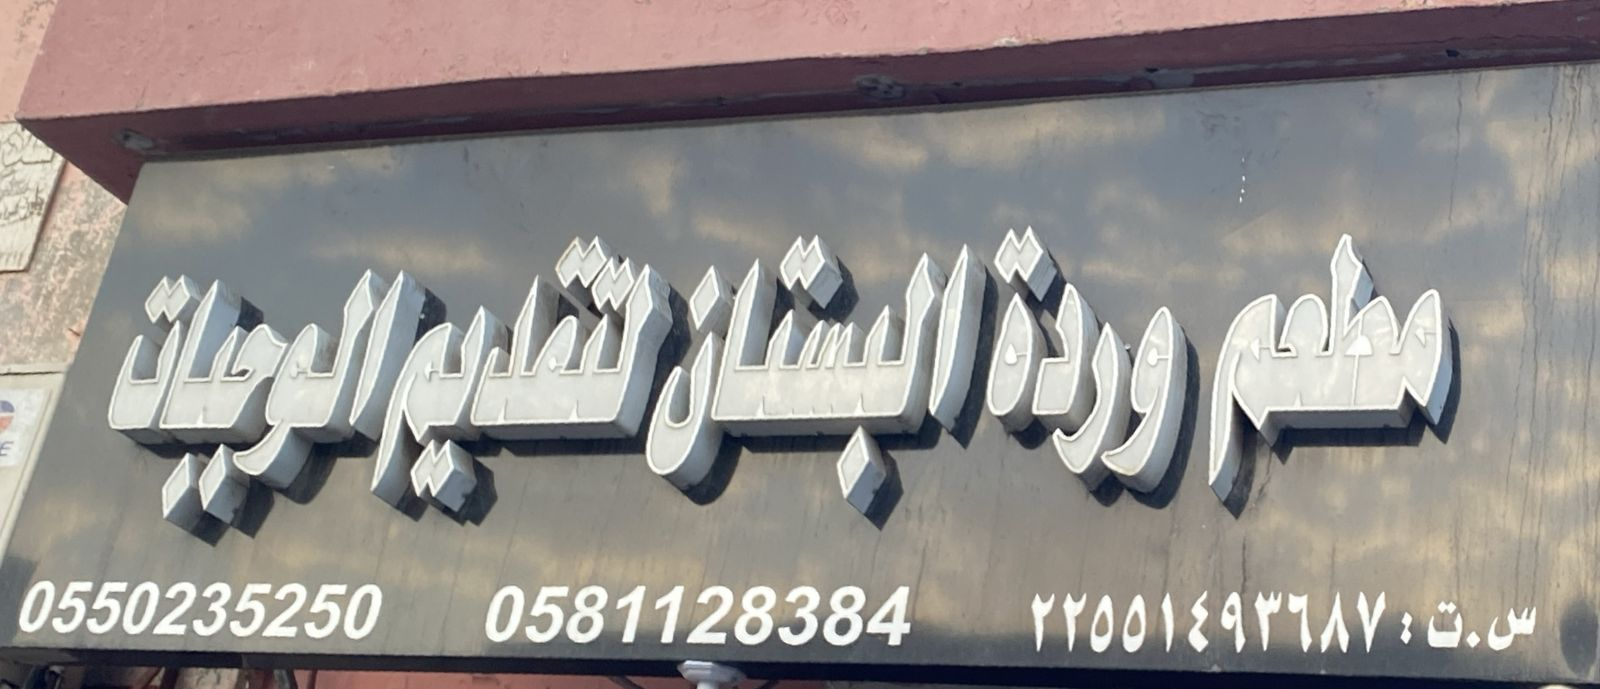 مطعم وردة البستان لتقديم الوجبات
س.ت: ٢٢٥٥١٤٩٣٦٨٧ 0581128384 0550235250